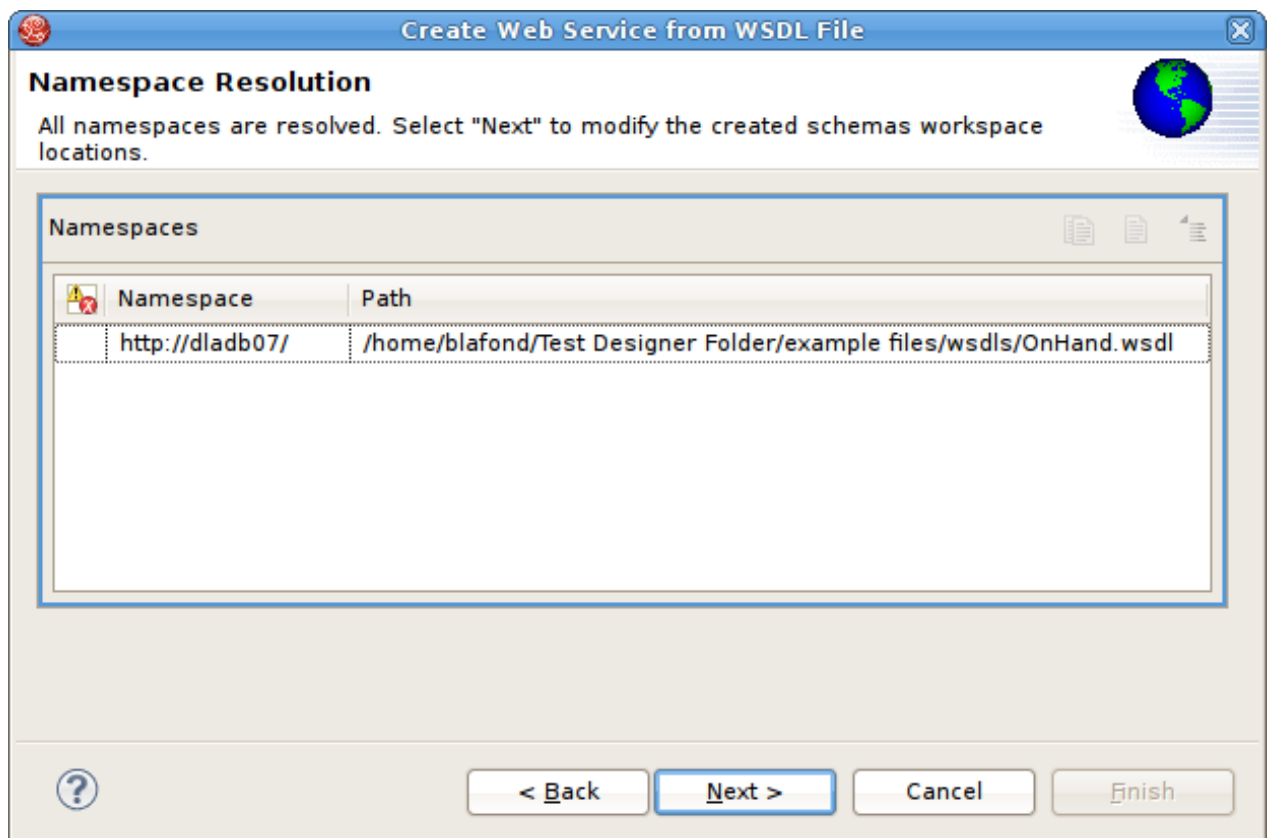 Create Web Service from WSDL File
Namespace Resolution
All namespaces are resolved. Select "Next" to modify the created schemas workspace
locations.
Namespaces
Namespace Path
http://dladb07/ /home/blafond/Test Designer Folder/example files/wsdls/OnHand.wsdl
? < Back Next > Cancel Finish